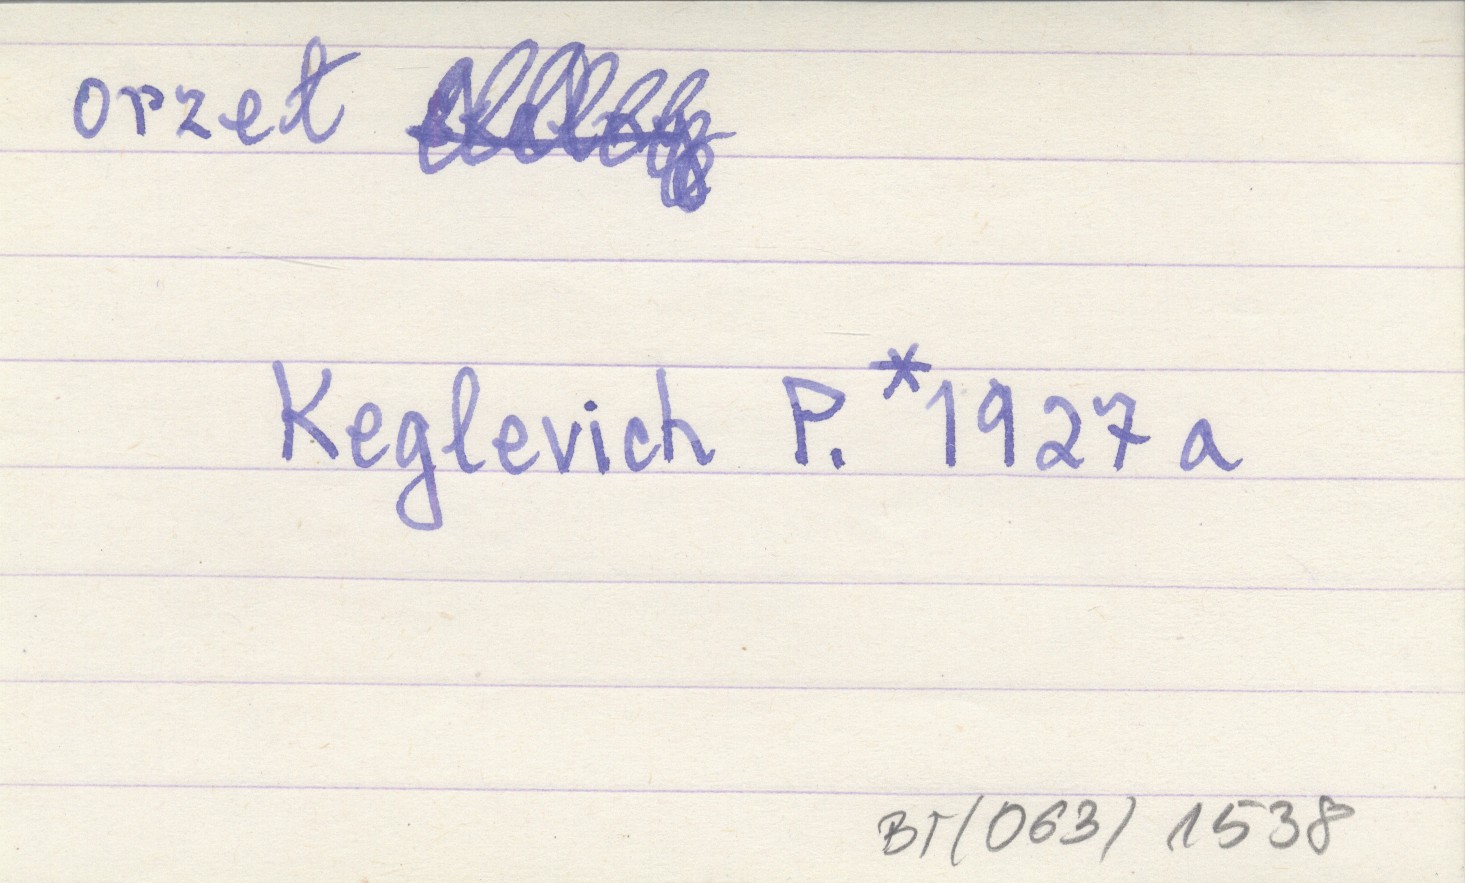 orzet
Keglevich P. *1927 a
BT(063) 1538